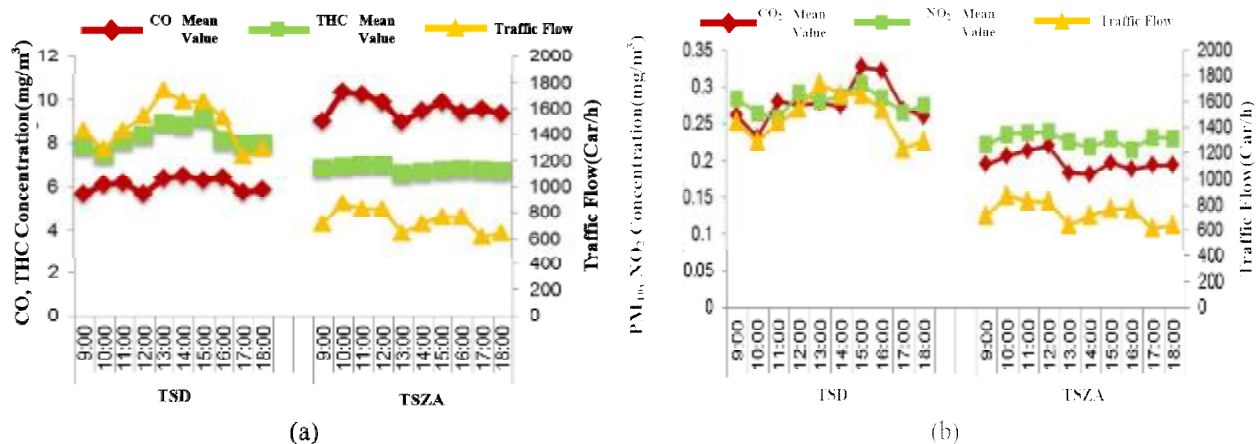 CO Mean Value
THC Mean Value
Traffic Flow
CO, THC Concentration(mg/m³)
12
10
8
6
4
2
0
2000
1800
1600
1400
1200
1000
800
600
400
200
0
Traffic Flow(Car/h)
9:00 10:00 11:00 12:00 13:00 14:00 15:00 16:00 17:00 18:00
9:00 10:00 11:00 12:00 13:00 14:00 15:00 16:00 17:00 18:00
TSD TSZA
(a)
CO₂ Mean Value
NO₂ Mean Value
Traffic Flow
PM₁₀, NO₂ Concentration(mg/m³)
0.35
0.3
0.25
0.2
0.15
0.1
0.05
0
2000
1800
1600
1400
1200
1000
800
600
400
200
0
Traffic Flow(Car/h)
9:00 10:00 11:00 12:00 13:00 14:00 15:00 16:00 17:00 18:00
9:00 10:00 11:00 12:00 13:00 14:00 15:00 16:00 17:00 18:00
TSD TSZA
(b)